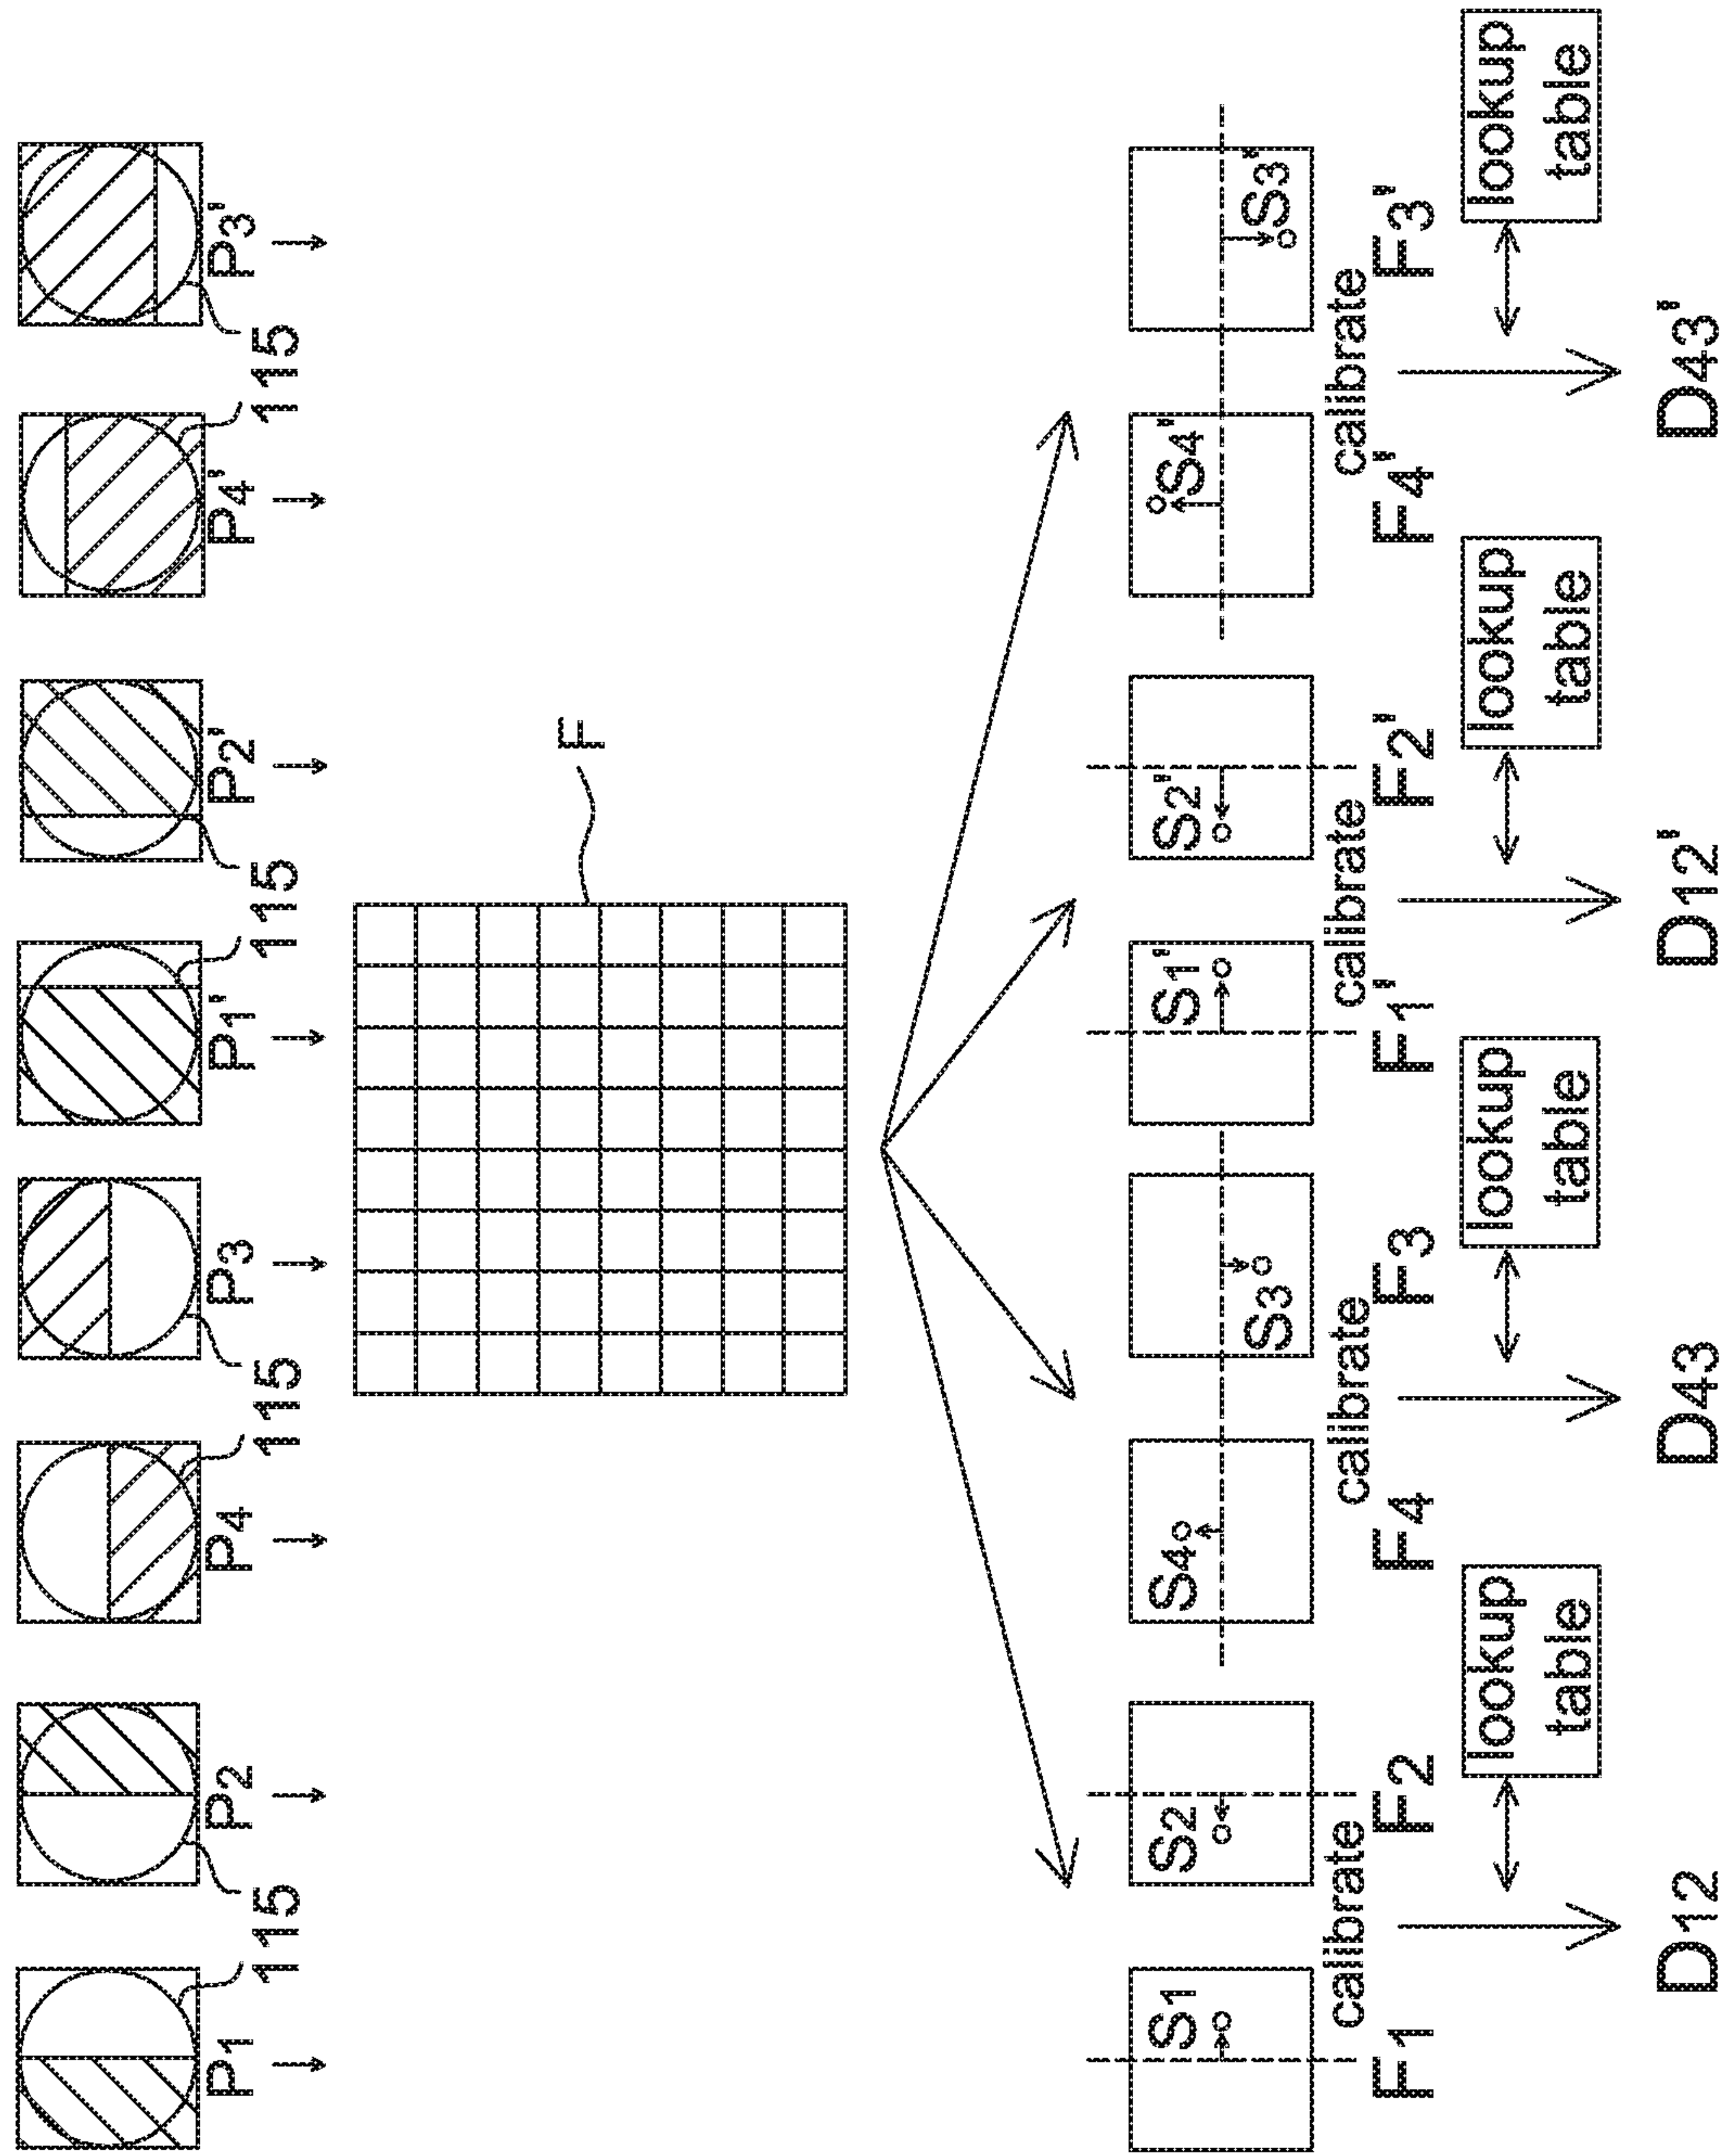 P1 P2 P4 P3 P1' P2' P4' P3'
115 115 115 115 115 115 115 115
F
S1 S2 S4 S3 S1' S2' S4' S3'
calibrate calibrate calibrate calibrate
F1 F2 F4 F3 F1' F2' F4' F3'
lookup lookup lookup lookup
table table table table
D12 D43 D12' D43'